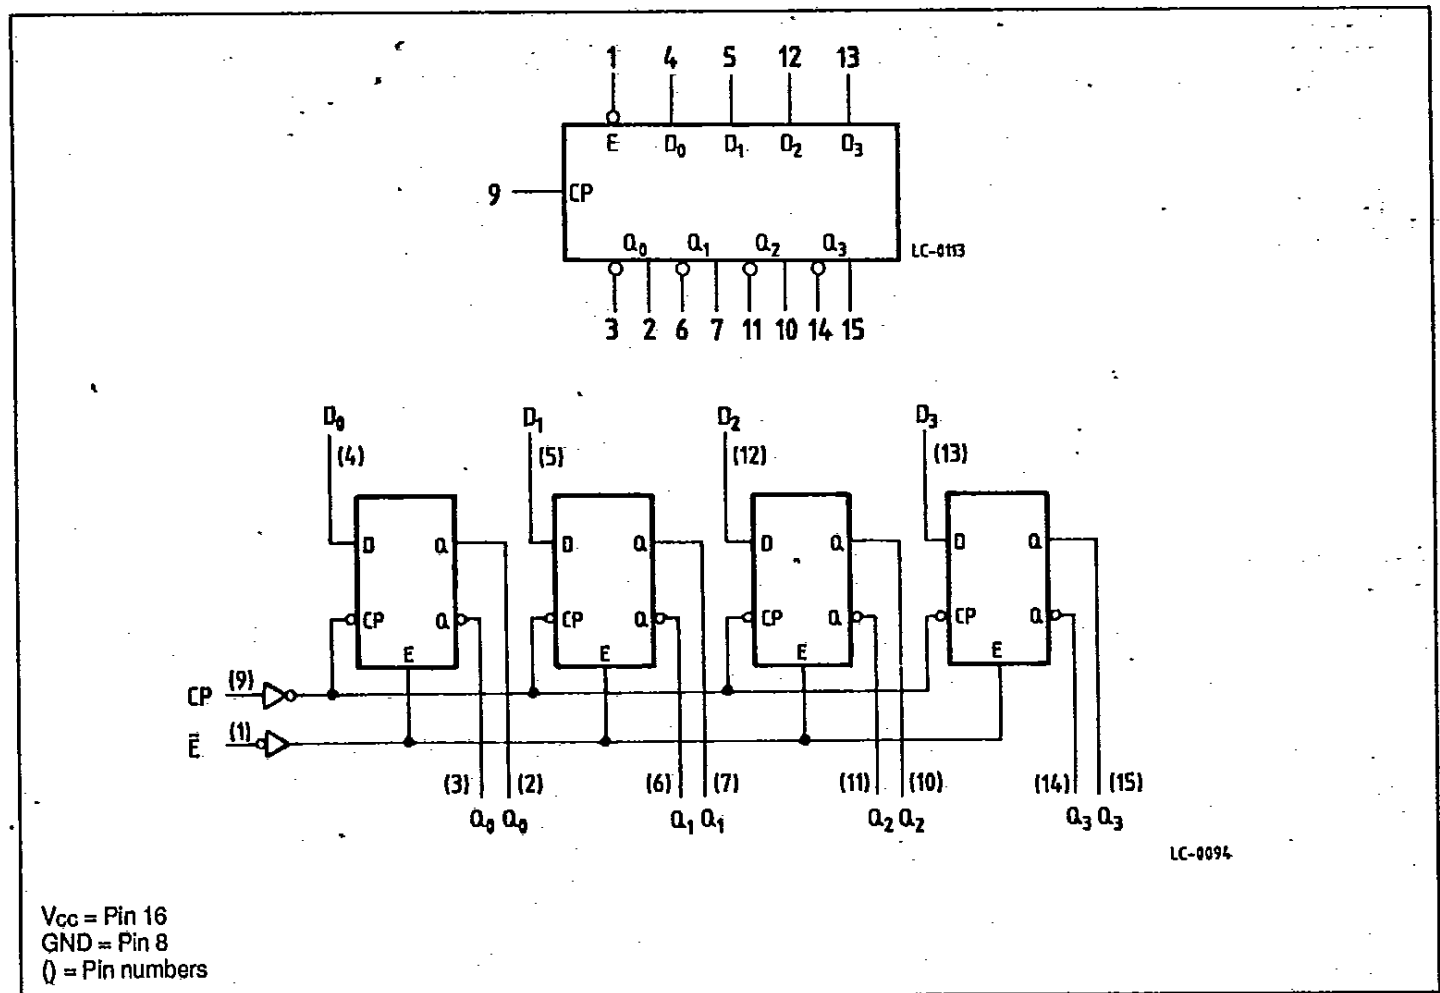 1 4 5 12 13
E D₀ D₁ D₂ D₃
9 CP
Q₀ Q₁ Q₂ Q₃ LC-0113
3 2 6 7 11 10 14 15
D₀ D₁ D₂ D₃
(4) (5) (12) (13)
D Q D Q D Q D Q
CP Q CP Q CP Q CP Q
E E E E
CP (9)
E̅ (1)
(3) (2) (6) (7) (11) (10) (14) (15)
Q₀ Q₀ Q₁ Q₁ Q₂ Q₂ Q₃ Q₃
LC-0094
Vcc = Pin 16
GND = Pin 8
() = Pin numbers